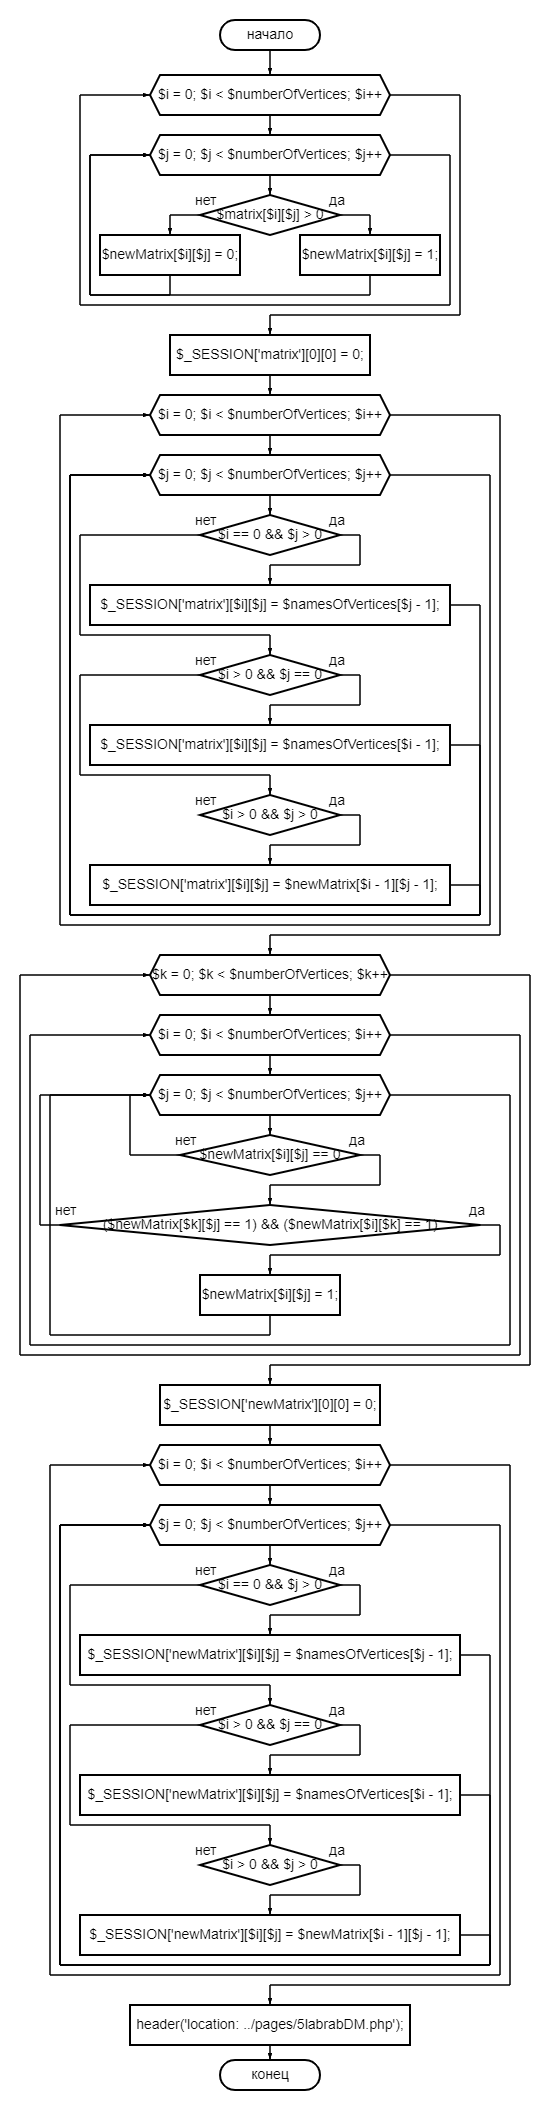 начало
$i = 0; $i < $numberOfVertices; $i++
$j = 0; $j < $numberOfVertices; $j++
нет
да
$matrix[$i][$j] > 0
$newMatrix[$i][$j] = 0;
$newMatrix[$i][$j] = 1;
$_SESSION['matrix'][0][0] = 0;
$i = 0; $i < $numberOfVertices; $i++
$j = 0; $j < $numberOfVertices; $j++
нет
да
$i == 0 && $j > 0
$_SESSION['matrix'][$i][$j] = $namesOfVertices[$j - 1];
нет
да
$i > 0 && $j == 0
$_SESSION['matrix'][$i][$j] = $namesOfVertices[$i - 1];
нет
да
$i > 0 && $j > 0
$_SESSION['matrix'][$i][$j] = $newMatrix[$i - 1][$j - 1];
$k = 0; $k < $numberOfVertices; $k++
$i = 0; $i < $numberOfVertices; $i++
$j = 0; $j < $numberOfVertices; $j++
нет
да
$newMatrix[$i][$j] == 0
нет
да
($newMatrix[$k][$j] == 1) && ($newMatrix[$i][$k] == 1)
$newMatrix[$i][$j] = 1;
$_SESSION['newMatrix'][0][0] = 0;
$i = 0; $i < $numberOfVertices; $i++
$j = 0; $j < $numberOfVertices; $j++
нет
да
$i == 0 && $j > 0
$_SESSION['newMatrix'][$i][$j] = $namesOfVertices[$j - 1];
нет
да
$i > 0 && $j == 0
$_SESSION['newMatrix'][$i][$j] = $namesOfVertices[$i - 1];
нет
да
$i > 0 && $j > 0
$_SESSION['newMatrix'][$i][$j] = $newMatrix[$i - 1][$j - 1];
header('location: ../pages/5labrabDM.php');
конец